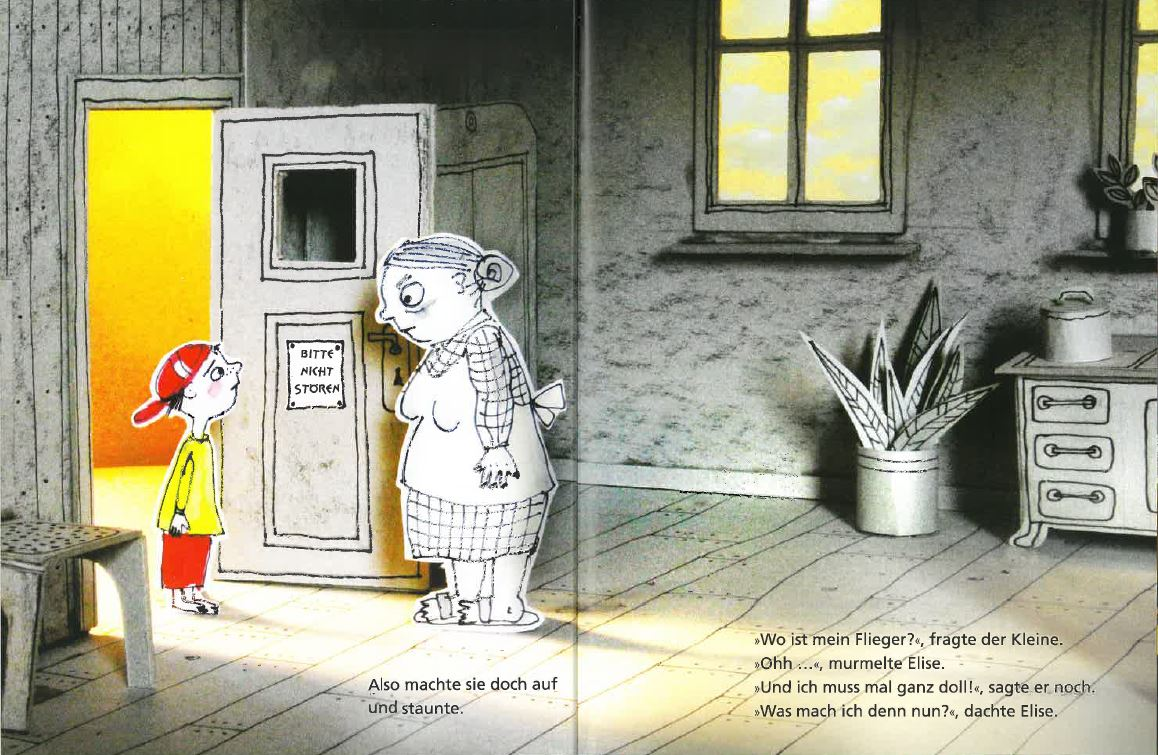 BITTE
NICHT
STÖREN
Also machte sie doch auf
und staunte.
»Wo ist mein Flieger?«, fragte der Kleine.
»Ohh ...«, murmelte Elise.
»Und ich muss mal ganz doll!«, sagte er noch.
»Was mach ich denn nun?«, dachte Elise.